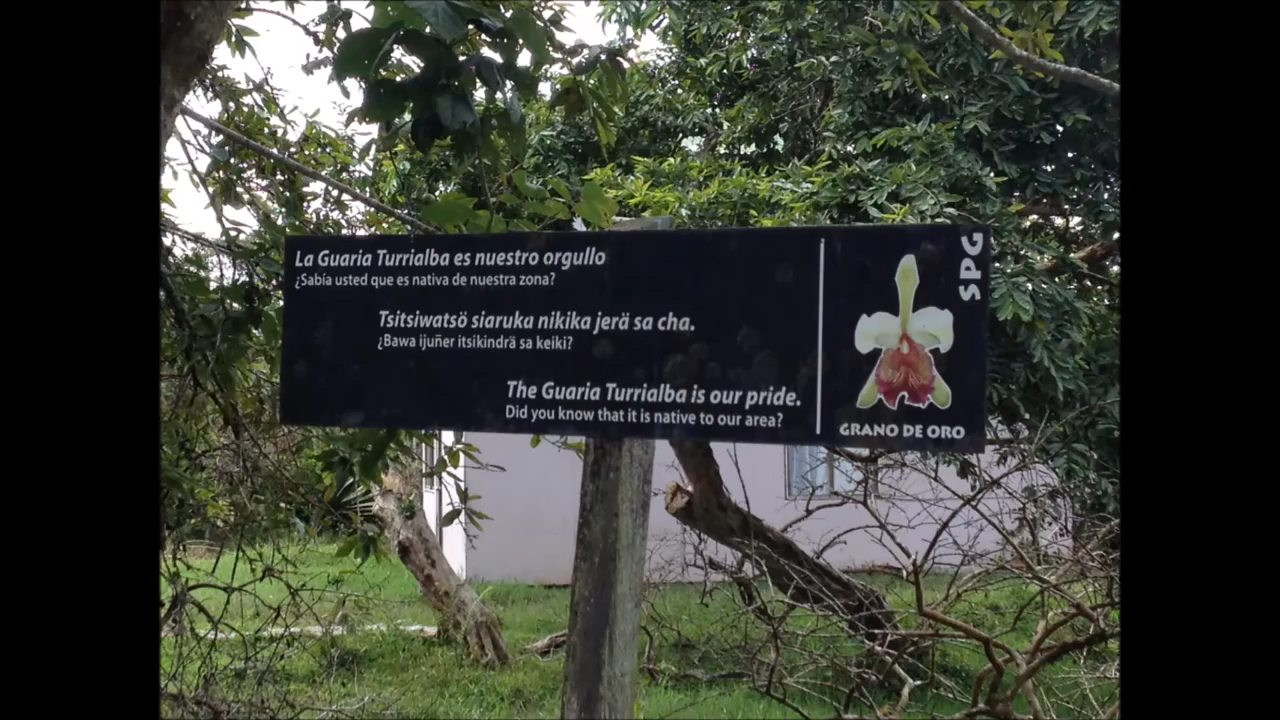 La Guaria Turrialba es nuestro orgullo
¿Sabía usted que es nativa de nuestra zona?
Tsitsiwatsö siaruka nikika jerä sa cha.
¿Bawa ijuñer itsikindrä sa keiki?
The Guaria Turrialba is our pride.
Did you know that it is native to our area?
SPG
GRANO DE ORO